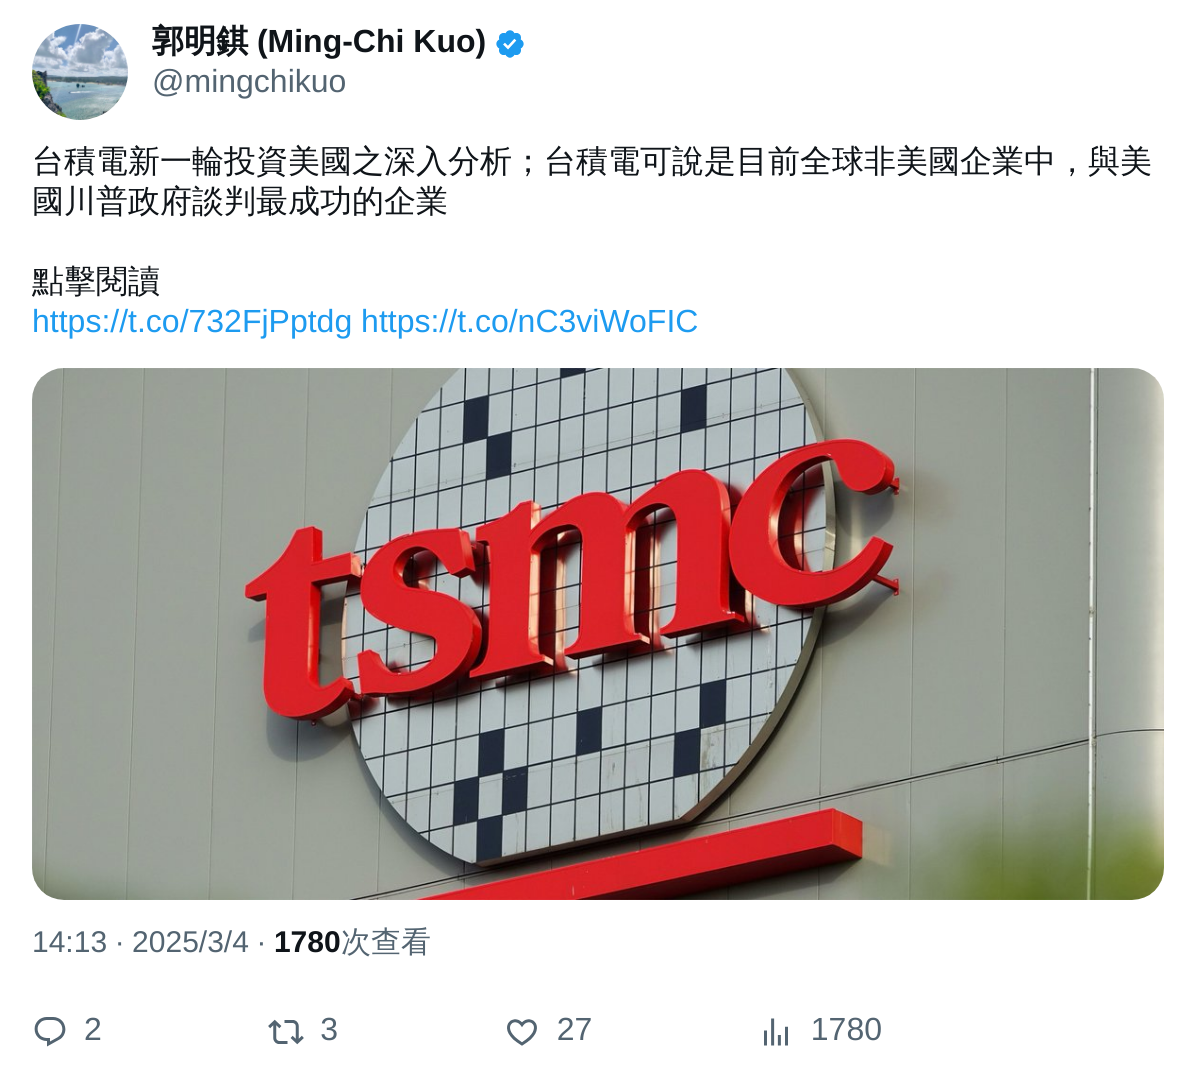 郭明錤 (Ming-Chi Kuo)
@mingchikuo
台積電新一輪投資美國之深入分析；台積電可說是目前全球非美國企業中，與美
國川普政府談判最成功的企業
點擊閱讀
https://t.co/732FjPptdg https://t.co/nC3viWoFIC
tsmc
14:13 · 2025/3/4 · 1780次查看
2 3 27 1780